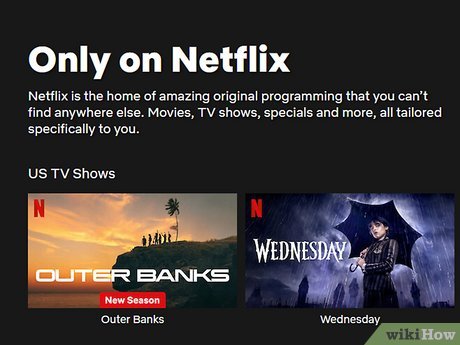 Only on Netflix
Netflix is the home of amazing original programming that you can't
find anywhere else. Movies, TV shows, specials and more, all tailored
specifically to you.
US TV Shows
N
OUTER BANKS
New Season
Outer Banks
N
WEDNESDAY
Wednesday
wikiHow